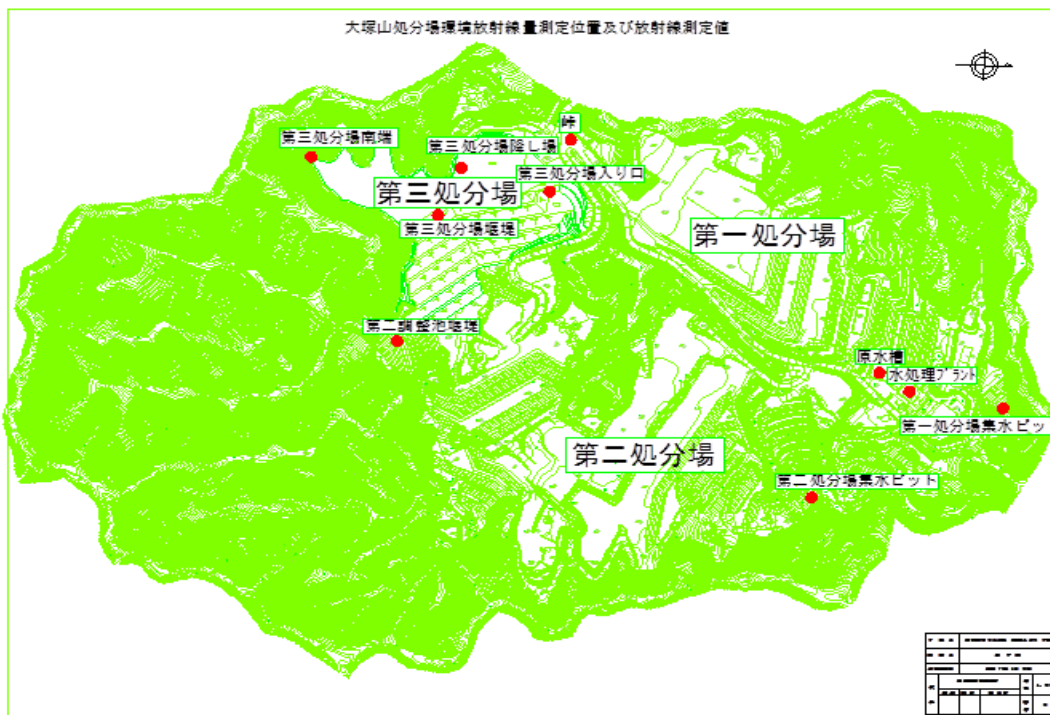 大塚山処分場環境放射線量測定位置及び放射線測定値
峠
第三処分場南端
第三処分場降し場
第三処分場入り口
第三処分場
第三処分場堰堤
第一処分場
第二調整池堰堤
原水槽
水処理プラント
第一処分場集水ピッ
第二処分場
第二処分場集水ピット